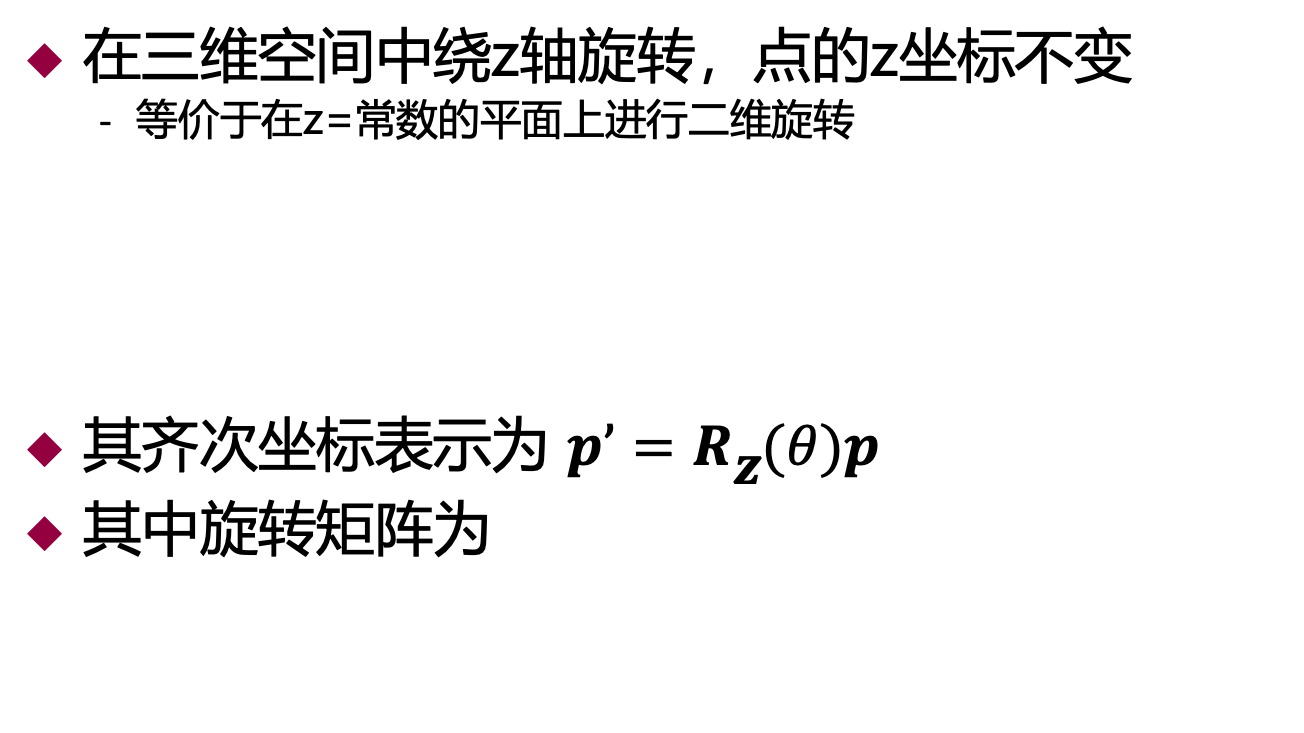 ◆ 在三维空间中绕z轴旋转，点的z坐标不变
- 等价于在z=常数的平面上进行二维旋转
◆ 其齐次坐标表示为 p’ = R_z(θ)p
◆ 其中旋转矩阵为